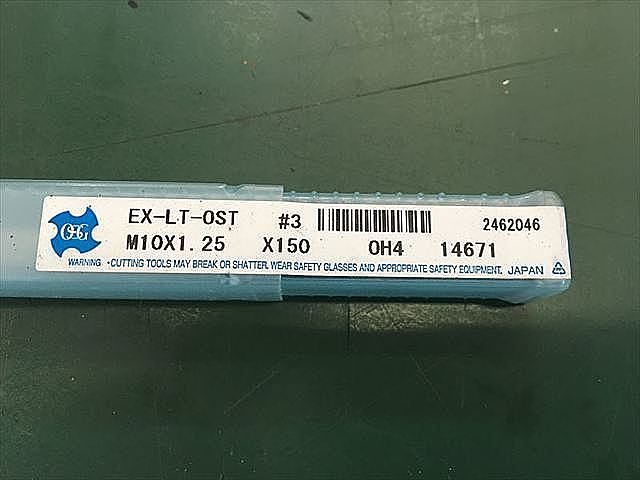 OSG
EX-LT-OST #3 2462046
M10X1.25 X150 OH4 14671
WARNING •CUTTING TOOLS MAY BREAK OR SHATTER. WEAR SAFETY GLASSES AND APPROPRIATE SAFETY EQUIPMENT. JAPAN